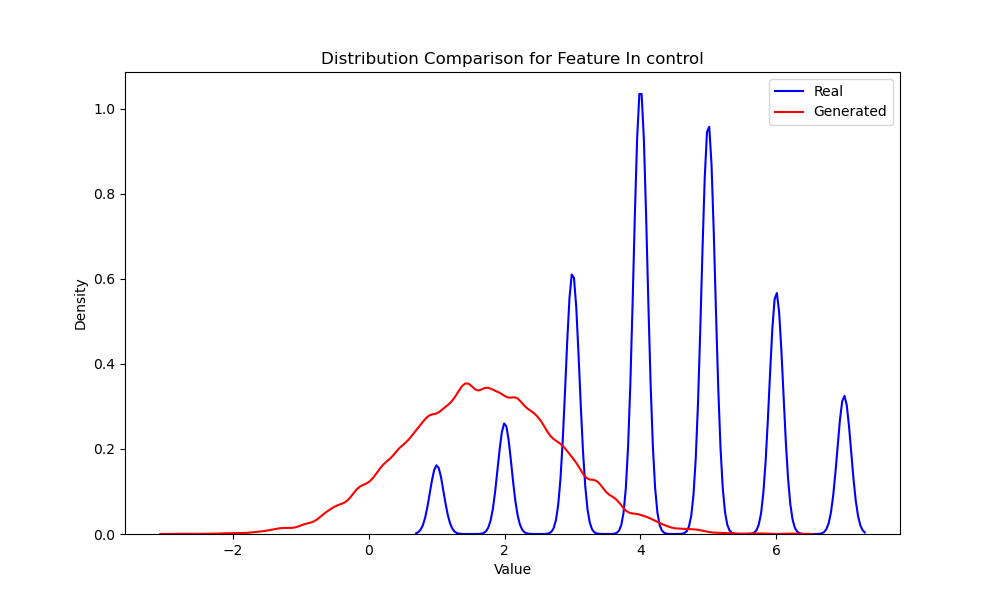 Distribution Comparison for Feature In control
Real
Generated
1.0
0.8
0.6
0.4
0.2
0.0
Density
−2
0
2
4
6
Value